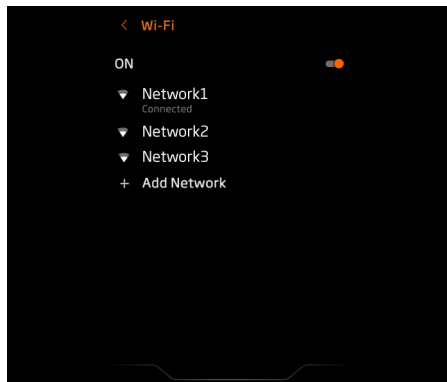 Wi-Fi
ON
Network1
Connected
Network2
Network3
+ Add Network